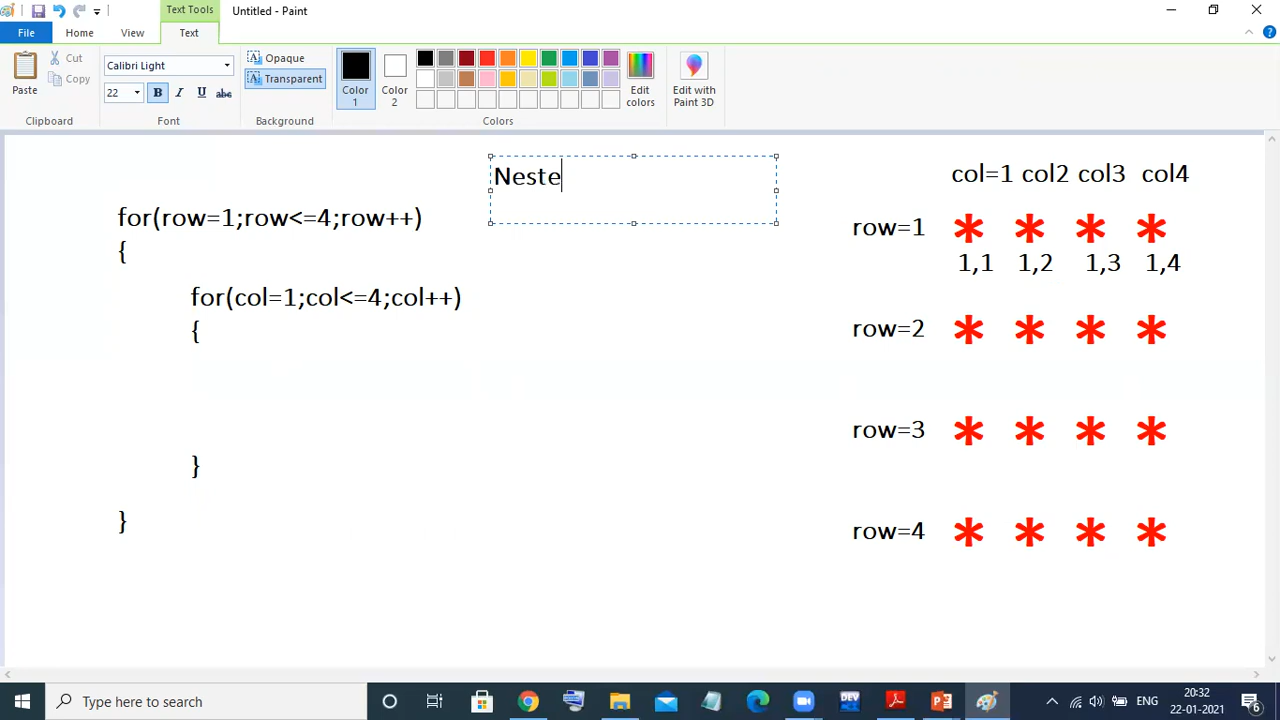 Text Tools
Untitled - Paint
File
Home
View
Text
Paste
Cut
Copy
Clipboard
Calibri Light
22
B
I
U
abc
Font
Opaque
Transparent
Background
Color 1
Color 2
Edit colors
Edit with Paint 3D
Colors
Neste
for(row=1;row<=4;row++)
{
for(col=1;col<=4;col++)
{
}
}
col=1 col2 col3 col4
row=1 * * * *
1,1 1,2 1,3 1,4
row=2 * * * *
row=3 * * * *
row=4 * * * *
Type here to search
DEV
ENG
20:32
22-01-2021
6